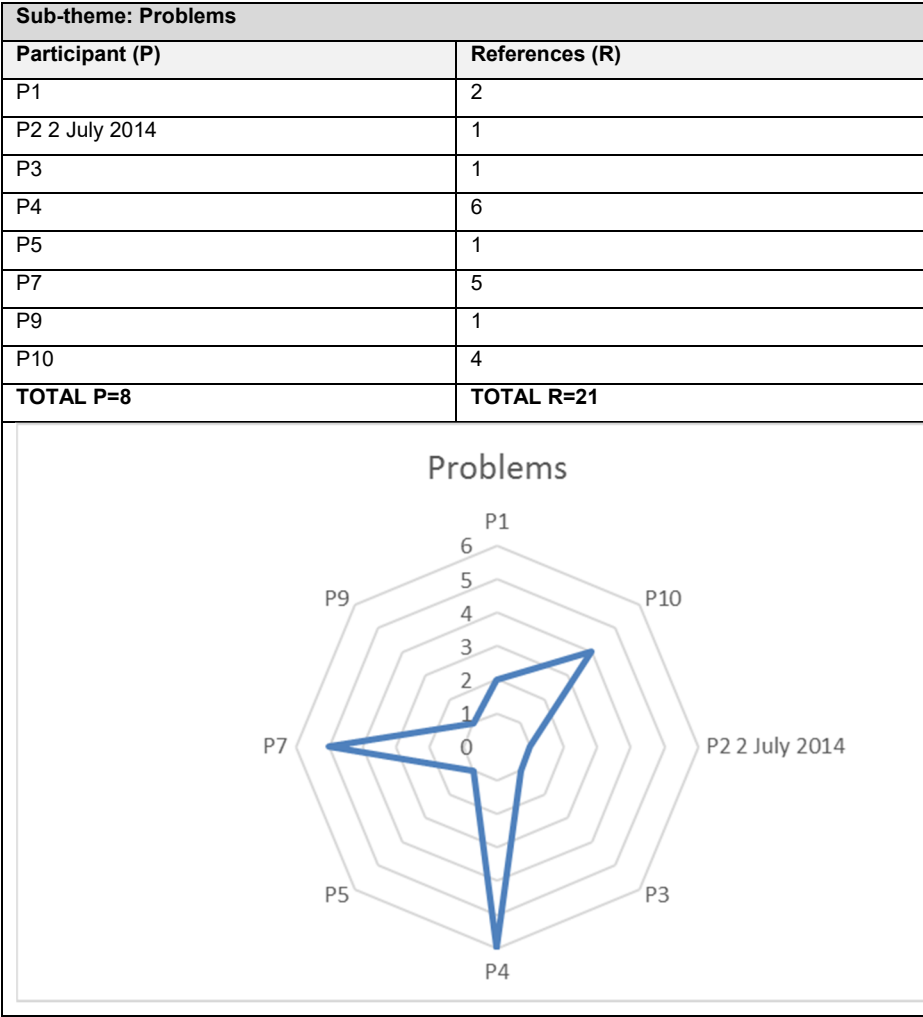 Sub-theme: Problems
Participant (P) References (R)
P1 2
P2 2 July 2014 1
P3 1
P4 6
P5 1
P7 5
P9 1
P10 4
TOTAL P=8 TOTAL R=21
Problems
P1
6
5
P9 P10
4
3
2
1
P7 0 P2 2 July 2014
P5 P3
P4